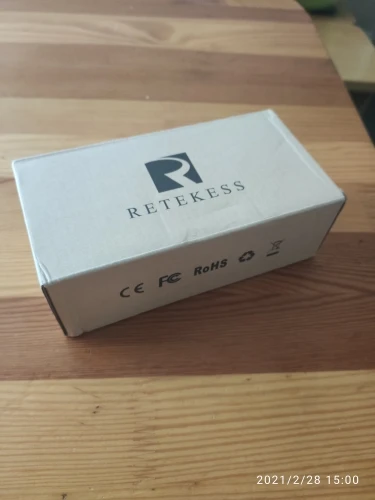 RETEKESS
CE FC RoHS
2021/2/28 15:00